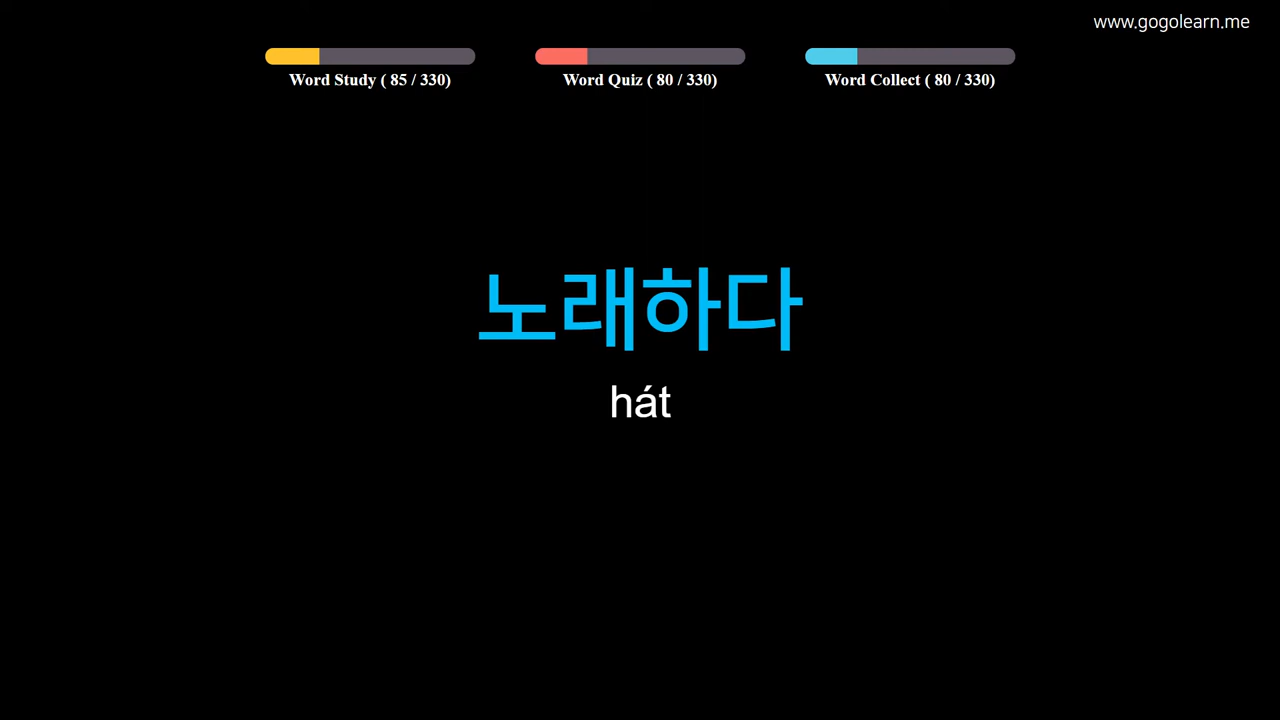 www.gogolearn.me
Word Study ( 85 / 330)
Word Quiz ( 80 / 330)
Word Collect ( 80 / 330)
노래하다
hát